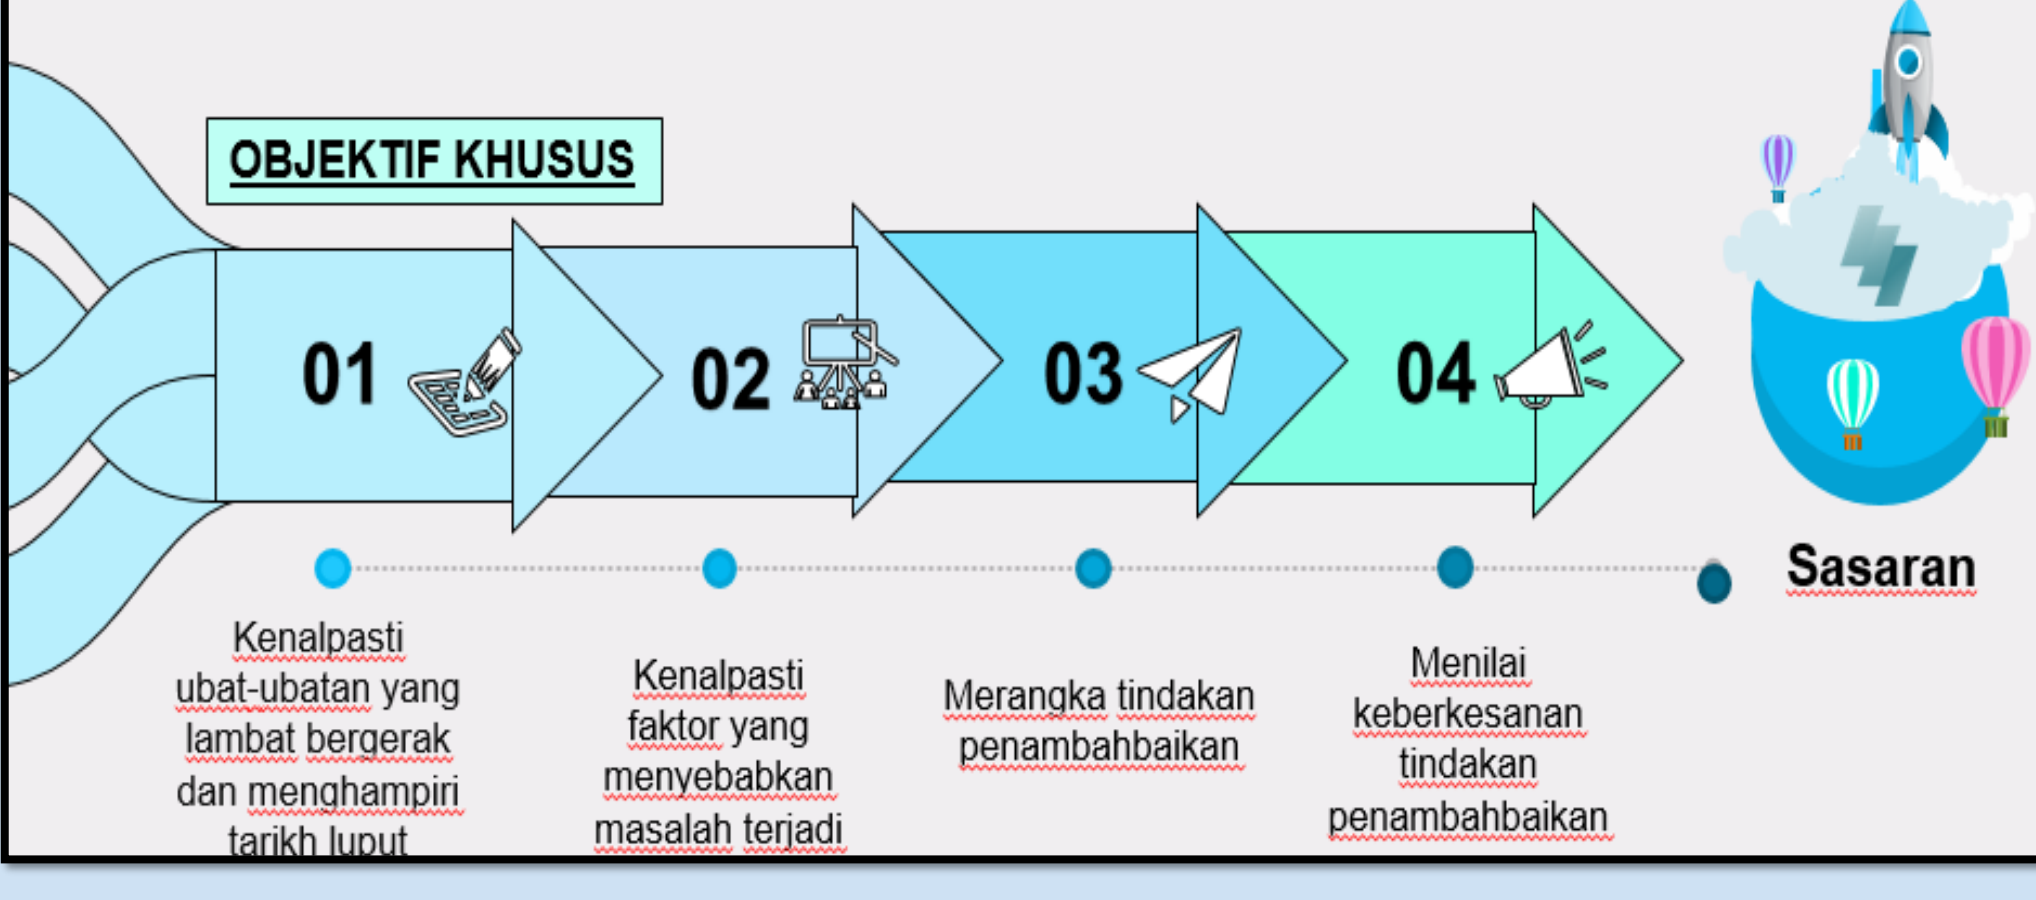 OBJEKTIF KHUSUS
01
02
03
04
Sasaran
Kenalpasti
ubat-ubatan yang
lambat bergerak
dan menghampiri
tarikh luput
Kenalpasti
faktor yang
menyebabkan
masalah terjadi
Merangka tindakan
penambahbaikan
Menilai
keberkesanan
tindakan
penambahbaikan